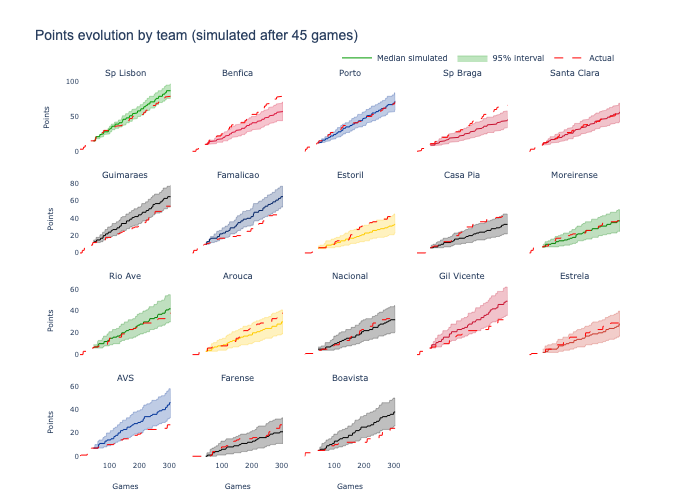 Points evolution by team (simulated after 45 games)
Median simulated 95% interval Actual
Sp Lisbon Benfica Porto Sp Braga Santa Clara
100
50
0
Points
Guimaraes Famalicao Estoril Casa Pia Moreirense
80
60
40
20
0
Points
Rio Ave Arouca Nacional Gil Vicente Estrela
60
40
20
0
Points
AVS Farense Boavista
60
40
20
0
Points
100 200 300 100 200 300 100 200 300
Games Games Games